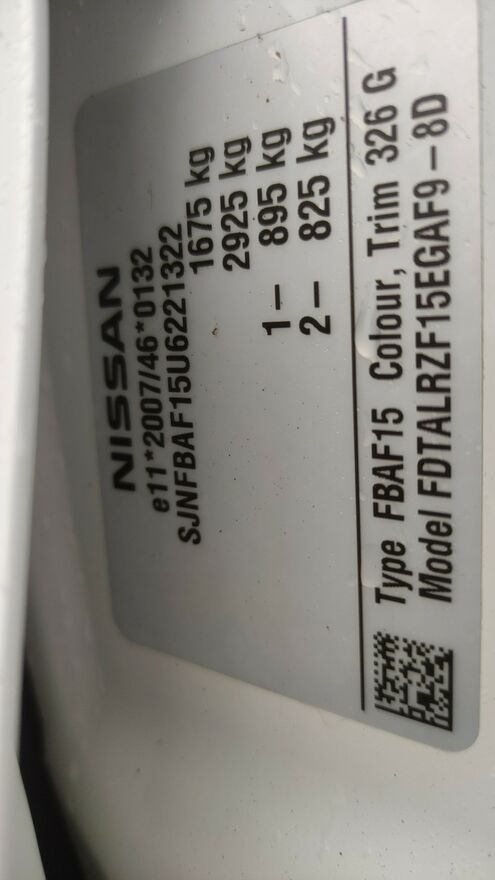 NISSAN
e11*2007/46*0132
SJNFBAF15U6221322
1675 kg
2925 kg
1– 895 kg
2– 825 kg
Type FBAF15 Colour, Trim 326 G
Model FDTALRZF15EGAF9–8D